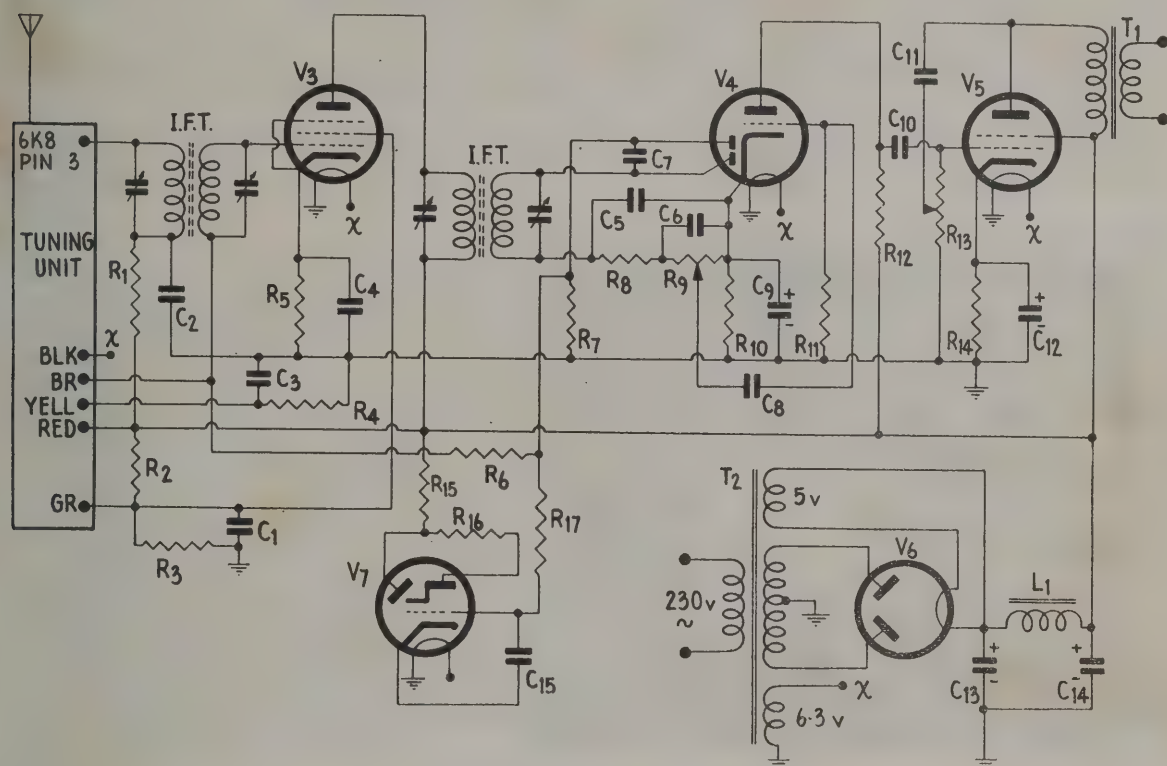 6K8
PIN 3
TUNING
UNIT
BLK
BR
YELL
RED
GR
I.F.T.
R1
C2
R2
R3
C1
V3
χ
R5
C4
C3
R4
χ
I.F.T.
R6
R15
R16
V7
R17
C15
V4
C7
C5
C6
χ
R8
R9
C9
+
-
R7
R10
R11
C8
R12
C11
C10
V5
T1
R13
χ
R14
+
-
C12
T2
5v
230v
~
6·3v
χ
V6
L1
+
-
C13
+
-
C14